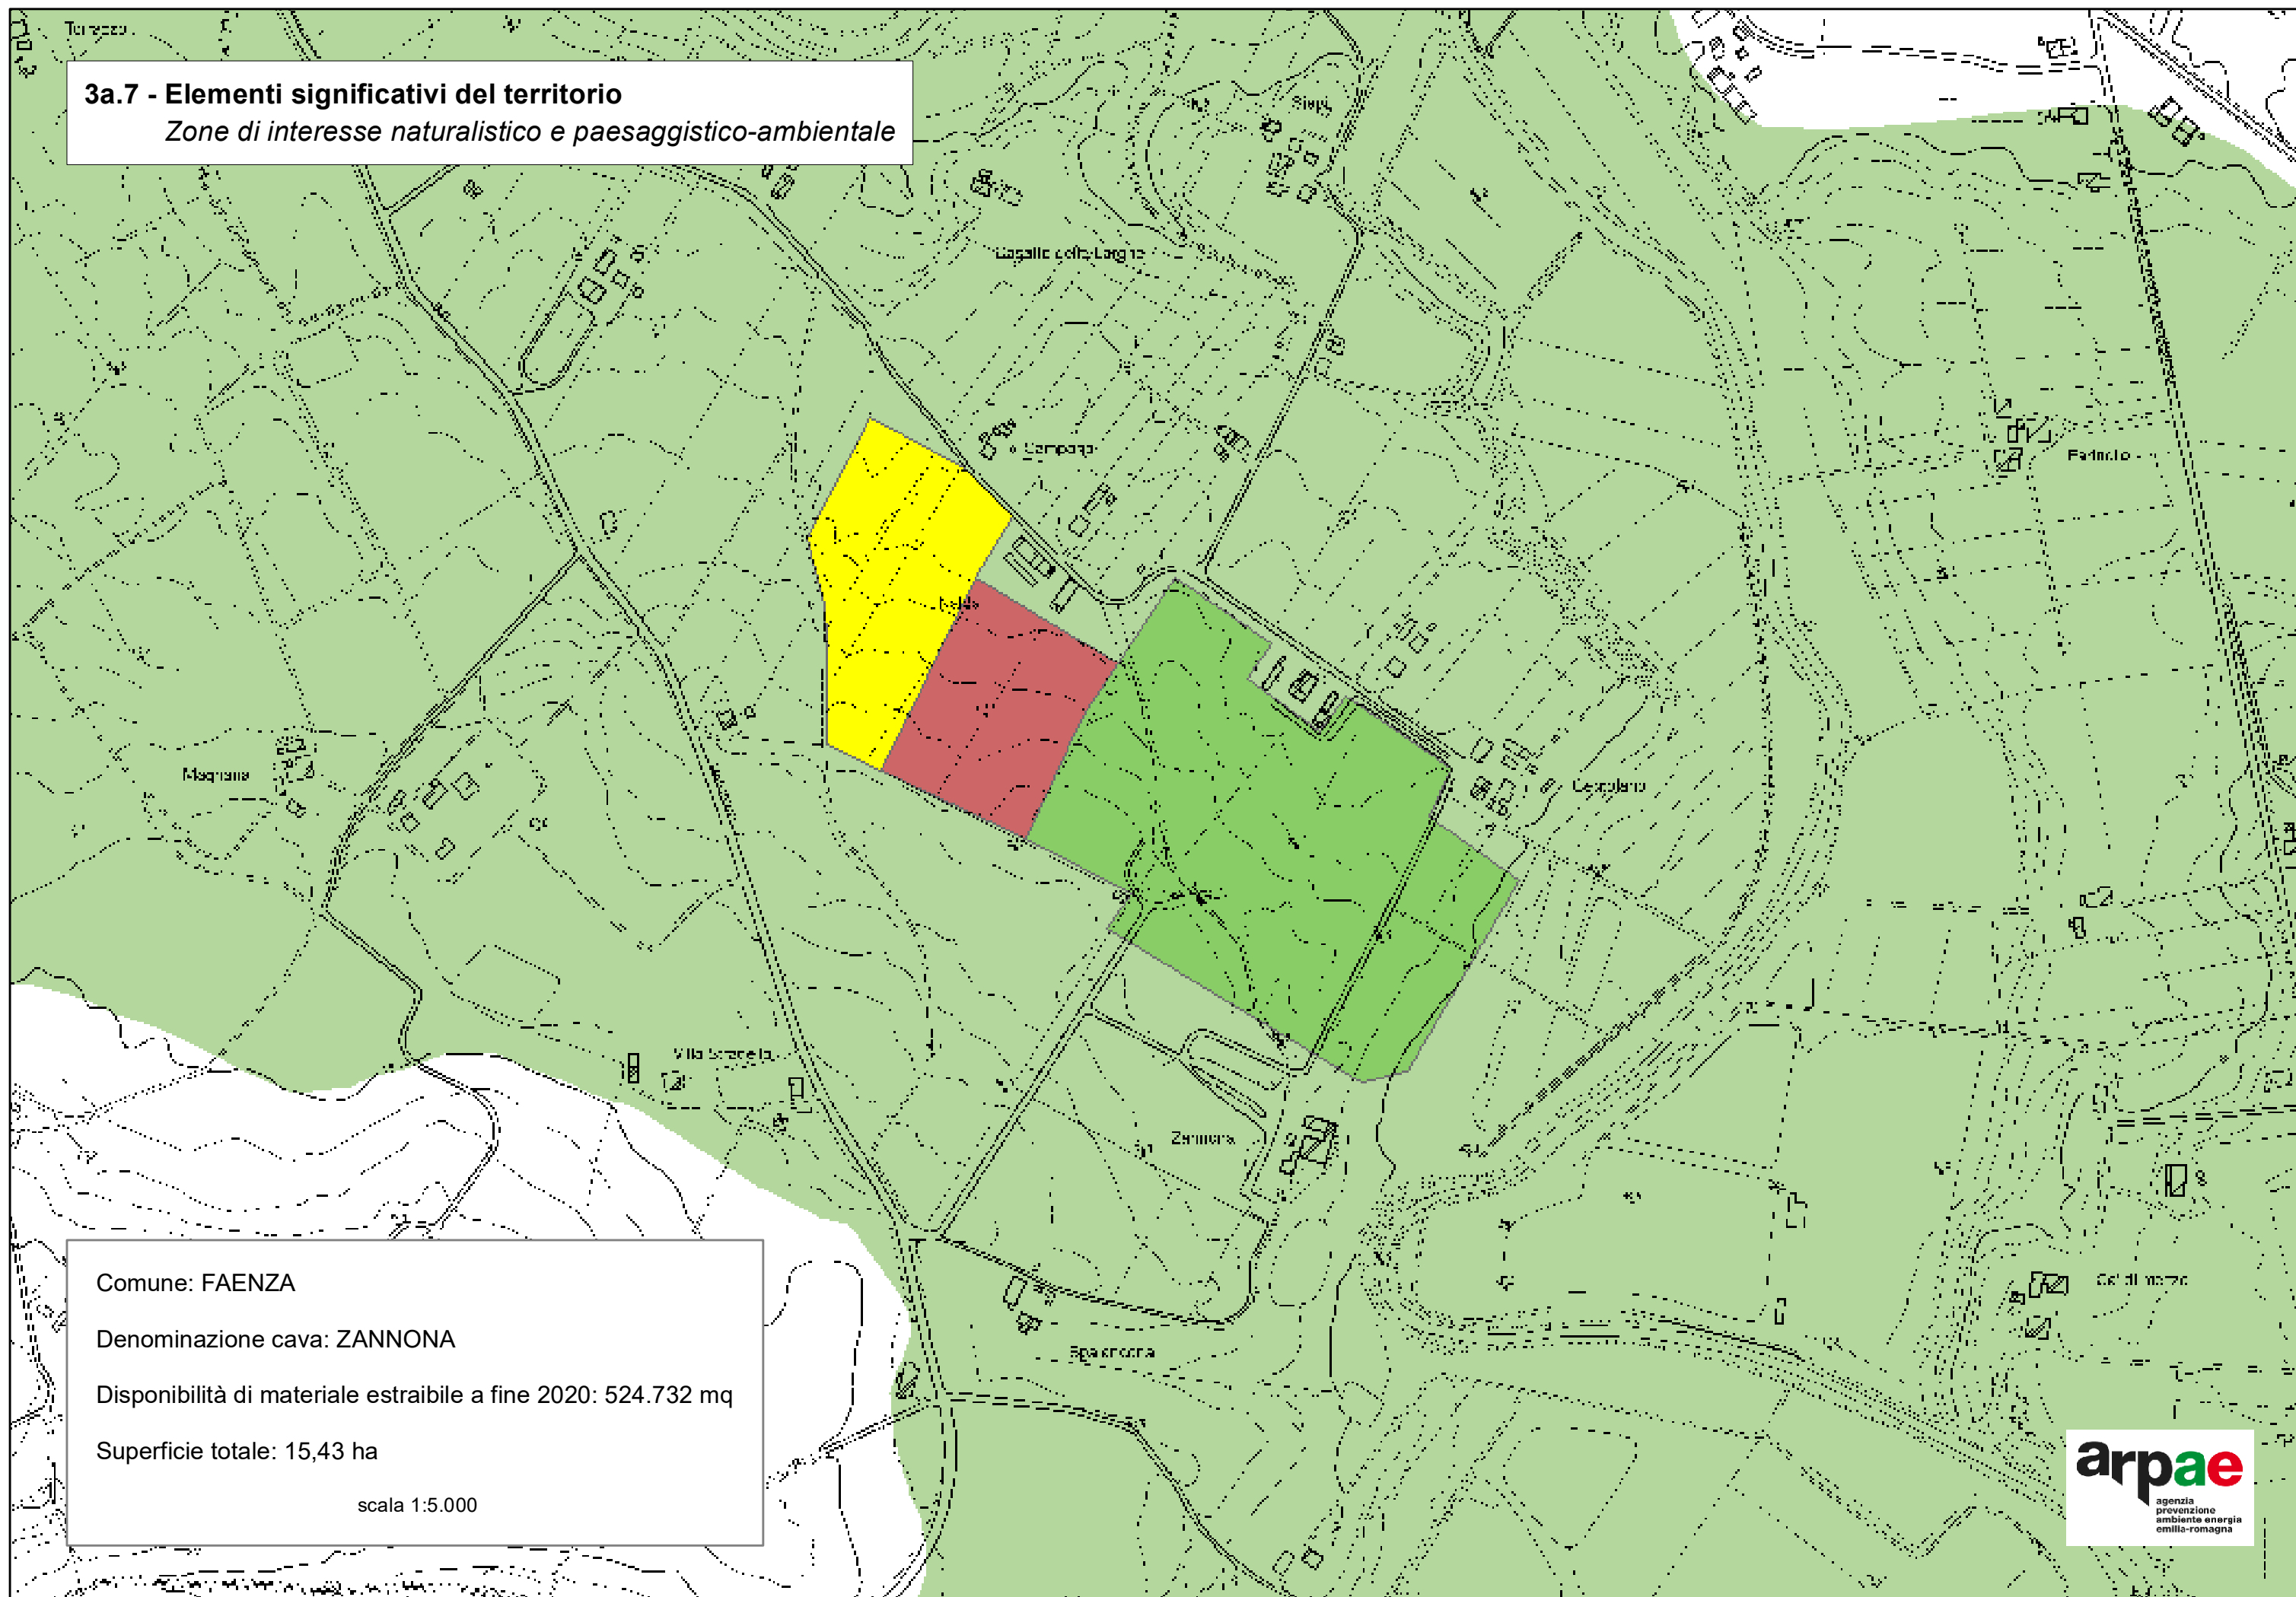 3a.7 - Elementi significativi del territorio
Zone di interesse naturalistico e paesaggistico-ambientale
Magnana
Villa Stranella
Zannona
Comune: FAENZA
Denominazione cava: ZANNONA
Disponibilità di materiale estraibile a fine 2020: 524.732 mq
Superficie totale: 15,43 ha
scala 1:5.000
arpae
agenzia
prevenzione
ambiente energia
emilia-romagna